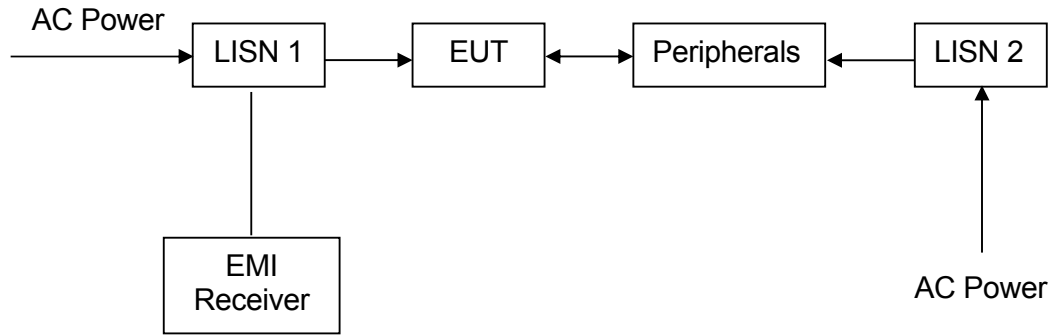 AC Power
LISN 1
EUT
Peripherals
LISN 2
EMI
Receiver
AC Power